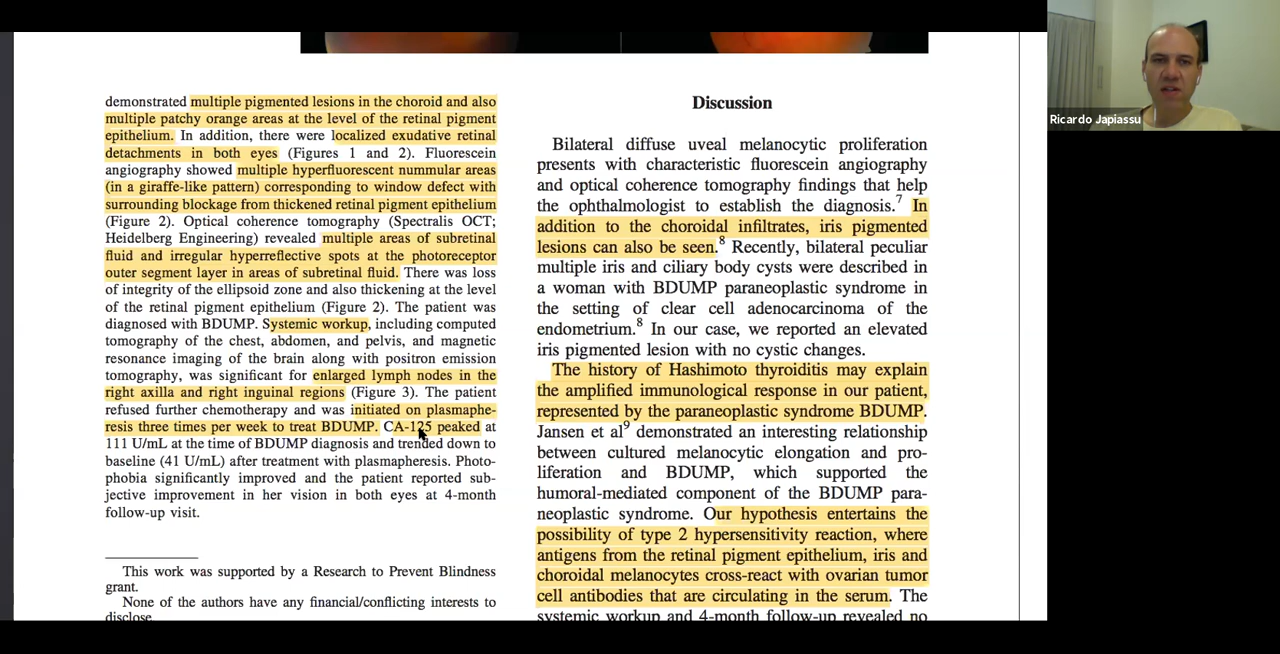 demonstrated multiple pigmented lesions in the choroid and also
multiple patchy orange areas at the level of the retinal pigment
epithelium. In addition, there were localized exudative retinal
detachments in both eyes (Figures 1 and 2). Fluorescein
angiography showed multiple hyperfluorescent nummular areas
(in a giraffe-like pattern) corresponding to window defect with
surrounding blockage from thickened retinal pigment epithelium
(Figure 2). Optical coherence tomography (Spectralis OCT;
Heidelberg Engineering) revealed multiple areas of subretinal
fluid and irregular hyperreflective spots at the photoreceptor
outer segment layer in areas of subretinal fluid. There was loss
of integrity of the ellipsoid zone and also thickening at the level
of the retinal pigment epithelium (Figure 2). The patient was
diagnosed with BDUMP. Systemic workup, including computed
tomography of the chest, abdomen, and pelvis, and magnetic
resonance imaging of the brain along with positron emission
tomography, was significant for enlarged lymph nodes in the
right axilla and right inguinal regions (Figure 3). The patient
refused further chemotherapy and was initiated on plasmaphe-
resis three times per week to treat BDUMP. CA-125 peaked at
111 U/mL at the time of BDUMP diagnosis and trended down to
baseline (41 U/mL) after treatment with plasmapheresis. Photo-
phobia significantly improved and the patient reported sub-
jective improvement in her vision in both eyes at 4-month
follow-up visit.
This work was supported by a Research to Prevent Blindness
grant.
None of the authors have any financial/conflicting interests to
disclose.
Discussion
Bilateral diffuse uveal melanocytic proliferation
presents with characteristic fluorescein angiography
and optical coherence tomography findings that help
the ophthalmologist to establish the diagnosis.7 In
addition to the choroidal infiltrates, iris pigmented
lesions can also be seen.8 Recently, bilateral peculiar
multiple iris and ciliary body cysts were described in
a woman with BDUMP paraneoplastic syndrome in
the setting of clear cell adenocarcinoma of the
endometrium.8 In our case, we reported an elevated
iris pigmented lesion with no cystic changes.
The history of Hashimoto thyroiditis may explain
the amplified immunological response in our patient,
represented by the paraneoplastic syndrome BDUMP.
Jansen et al9 demonstrated an interesting relationship
between cultured melanocytic elongation and pro-
liferation and BDUMP, which supported the
humoral-mediated component of the BDUMP para-
neoplastic syndrome. Our hypothesis entertains the
possibility of type 2 hypersensitivity reaction, where
antigens from the retinal pigment epithelium, iris and
choroidal melanocytes cross-react with ovarian tumor
cell antibodies that are circulating in the serum. The
systemic workup and 4-month follow-up revealed no
Ricardo Japiassu